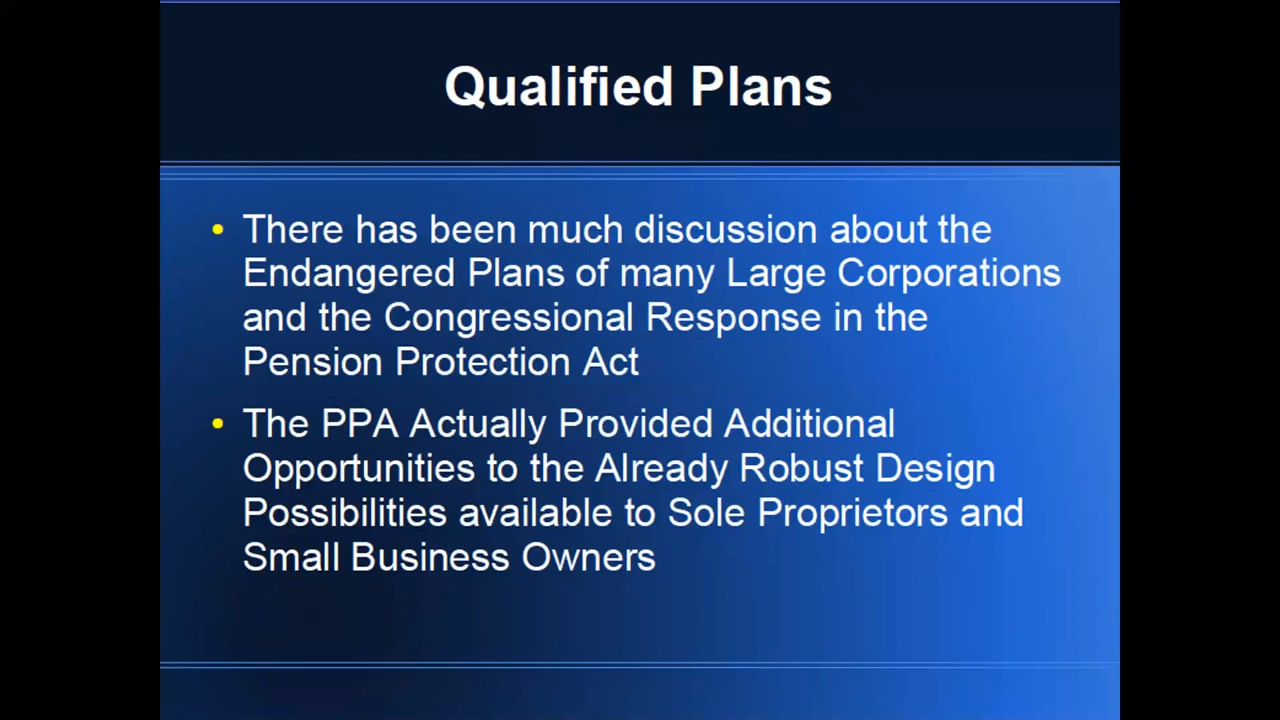 Qualified Plans
• There has been much discussion about the
Endangered Plans of many Large Corporations
and the Congressional Response in the
Pension Protection Act
• The PPA Actually Provided Additional
Opportunities to the Already Robust Design
Possibilities available to Sole Proprietors and
Small Business Owners